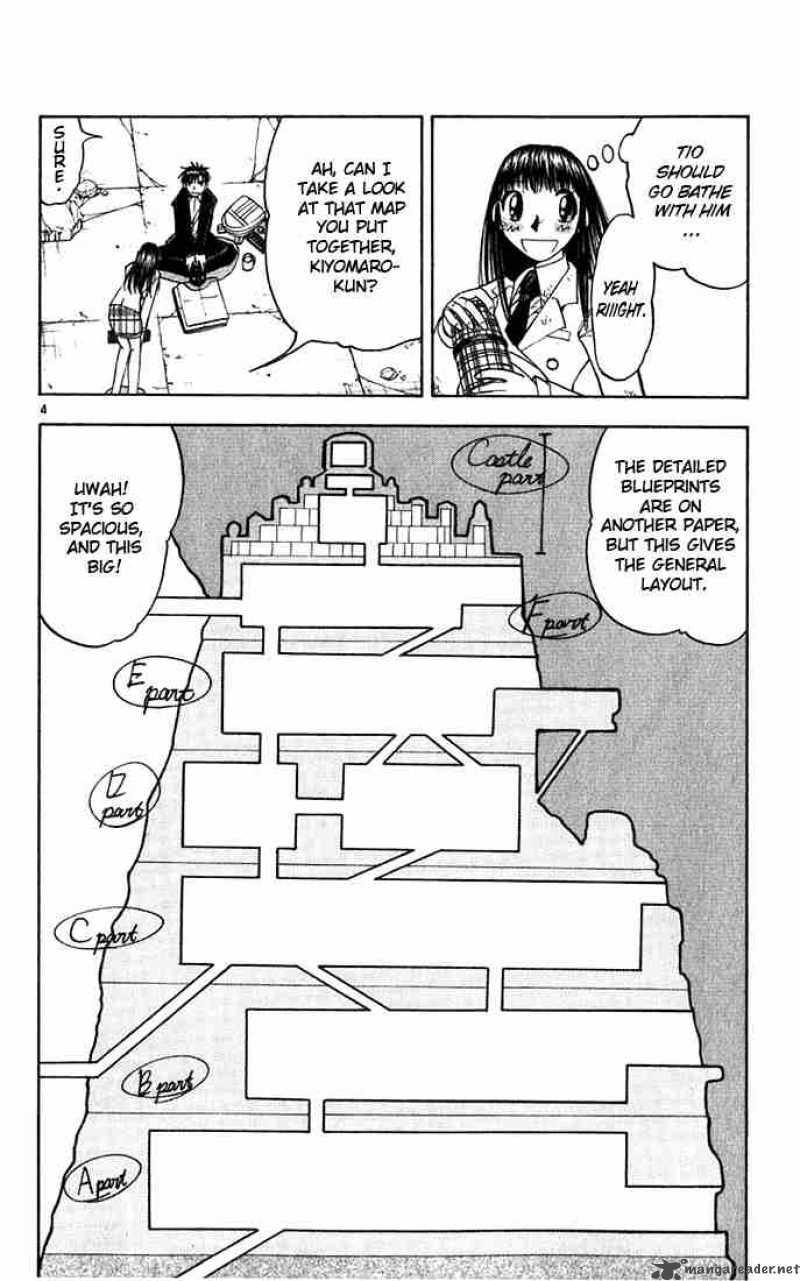 TIO
SHOULD
GO BATHE
WITH HIM
...
YEAH
RIIIGHT.
AH, CAN I
TAKE A LOOK
AT THAT MAP
YOU PUT
TOGETHER,
KIYOMARO-
KUN?
SURE.
4
THE DETAILED
BLUEPRINTS
ARE ON
ANOTHER PAPER,
BUT THIS GIVES
THE GENERAL
LAYOUT.
UWAH!
IT'S SO
SPACIOUS,
AND THIS
BIG!
Castle
part
F part
E
part
D
part
C part
B part
A part
mangareader.net